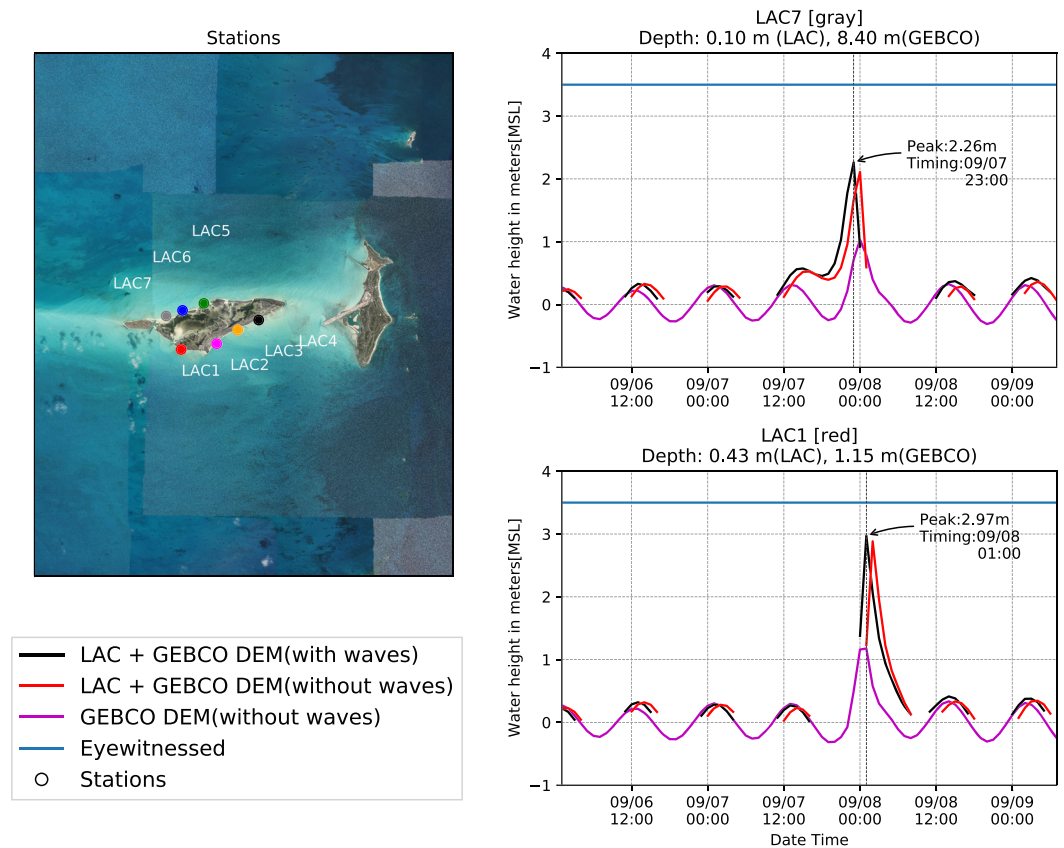 Stations
LAC5
LAC6
LAC7
LAC4
LAC3
LAC2
LAC1
LAC + GEBCO DEM(with waves)
LAC + GEBCO DEM(without waves)
GEBCO DEM(without waves)
Eyewitnessed
Stations
LAC7 [gray]
Depth: 0.10 m (LAC), 8.40 m(GEBCO)
Water height in meters[MSL]
4
3
2
1
0
−1
Peak:2.26m
Timing:09/07
23:00
09/06 09/07 09/07 09/08 09/08 09/09
12:00 00:00 12:00 00:00 12:00 00:00
LAC1 [red]
Depth: 0.43 m(LAC), 1.15 m(GEBCO)
Water height in meters[MSL]
4
3
2
1
0
−1
Peak:2.97m
Timing:09/08
01:00
09/06 09/07 09/07 09/08 09/08 09/09
12:00 00:00 12:00 00:00 12:00 00:00
Date Time